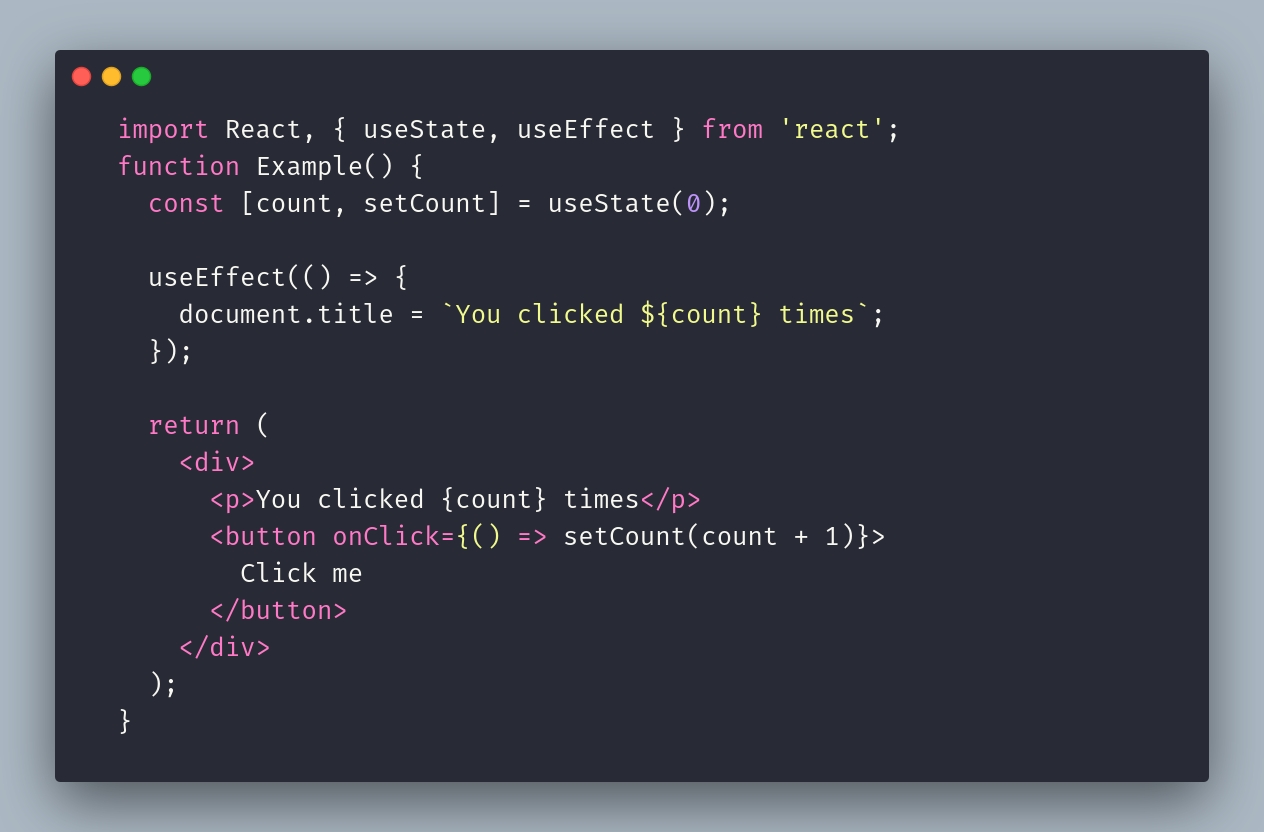 import React, { useState, useEffect } from 'react';
function Example() {
  const [count, setCount] = useState(0);

  useEffect(() => {
    document.title = `You clicked ${count} times`;
  });

  return (
    <div>
      <p>You clicked {count} times</p>
      <button onClick={() => setCount(count + 1)}>
        Click me
      </button>
    </div>
  );
}